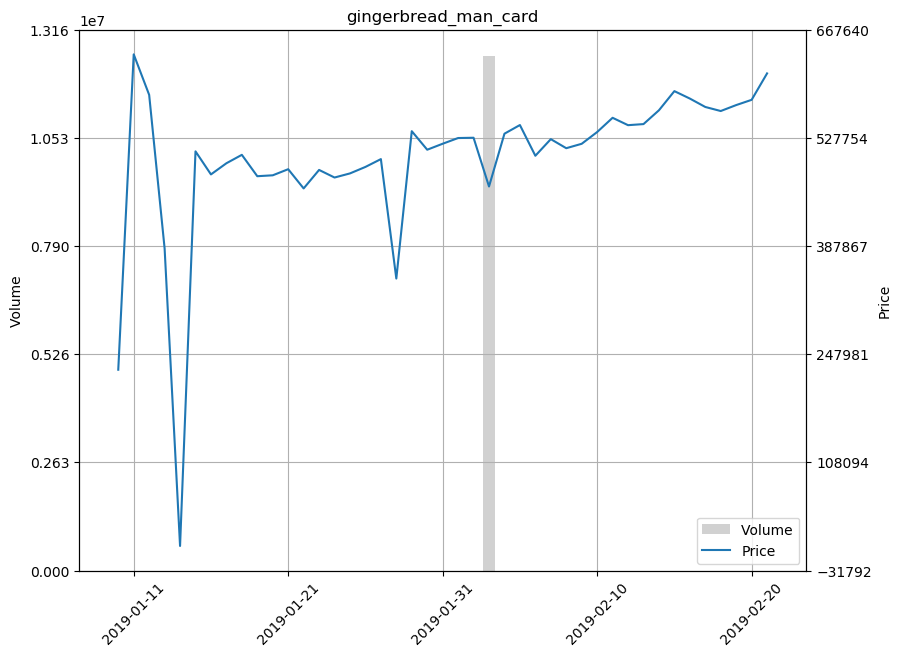 gingerbread_man_card
1e7
1.316
1.053
0.790
0.526
0.263
0.000
Volume
667640
527754
387867
247981
108094
−31792
Price
2019-01-11
2019-01-21
2019-01-31
2019-02-10
2019-02-20
Volume
Price